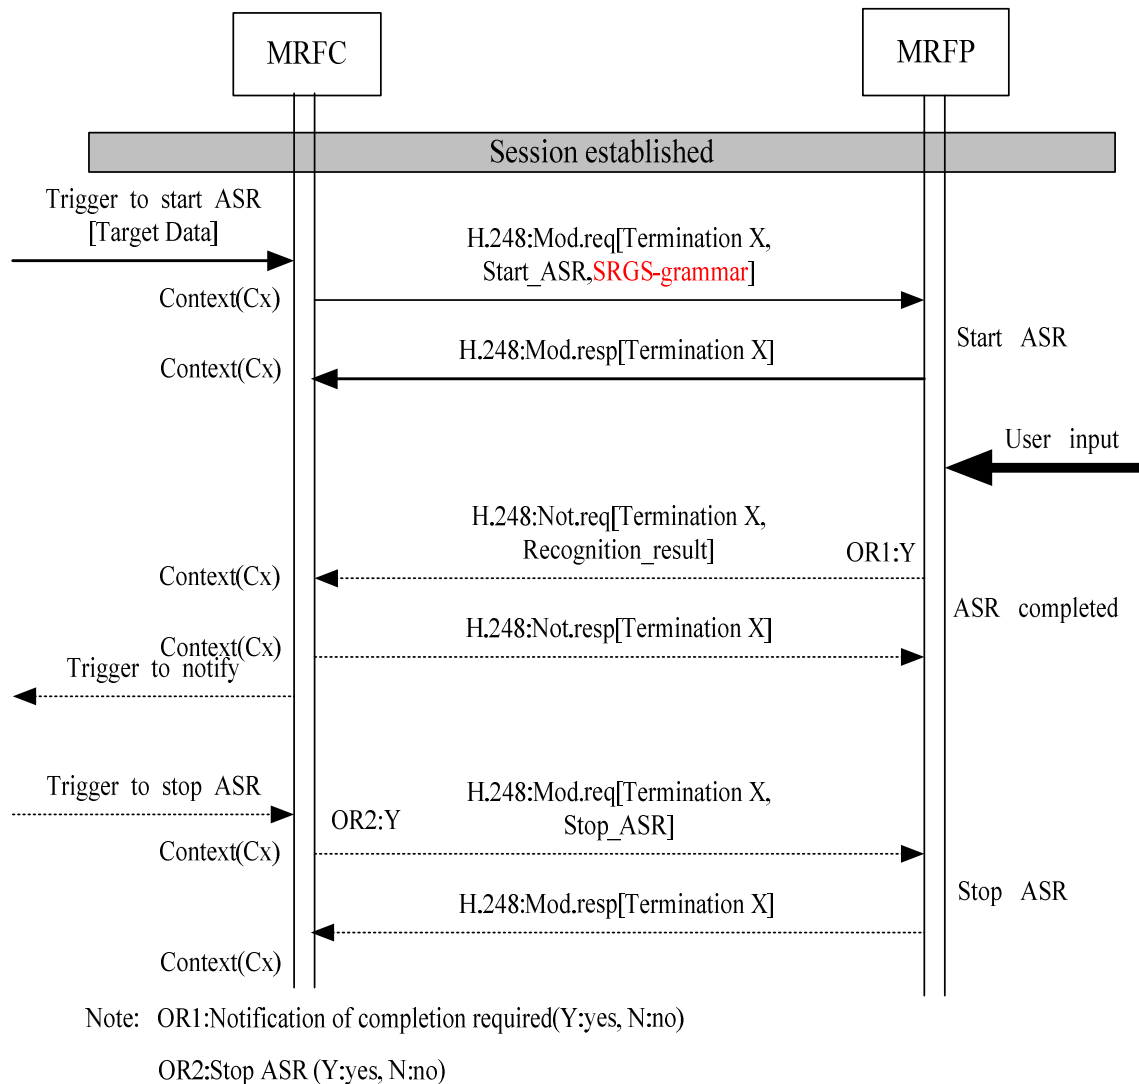 MRFC
MRFP
Session established
Trigger to start ASR
[Target Data]
H.248:Mod.req[Termination X,
Start_ASR,SRGS-grammar]
Context(Cx)
Start ASR
H.248:Mod.resp[Termination X]
Context(Cx)
User input
H.248:Not.req[Termination X,
Recognition_result]
OR1:Y
Context(Cx)
ASR completed
H.248:Not.resp[Termination X]
Context(Cx)
Trigger to notify
Trigger to stop ASR
H.248:Mod.req[Termination X,
Stop_ASR]
OR2:Y
Context(Cx)
Stop ASR
H.248:Mod.resp[Termination X]
Context(Cx)
Note: OR1:Notification of completion required(Y:yes, N:no)
OR2:Stop ASR (Y:yes, N:no)